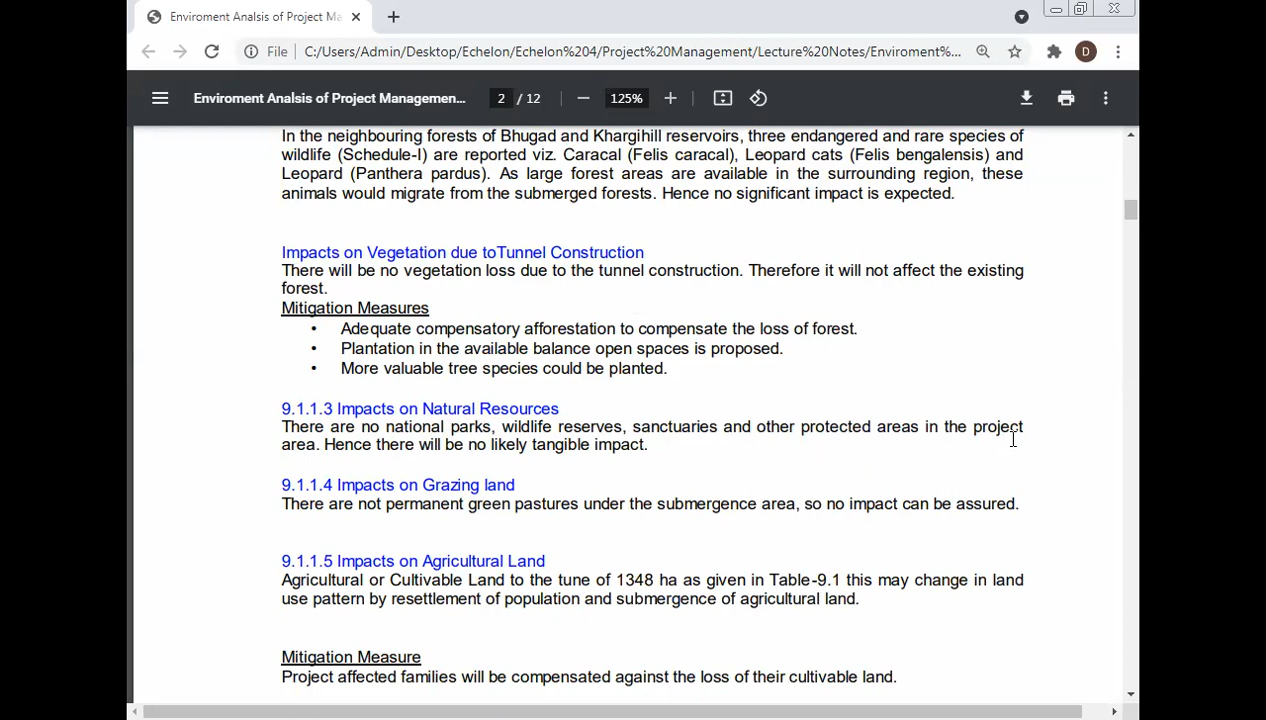 Enviroment Analsis of Project Ma
File C:/Users/Admin/Desktop/Echelon/Echelon%204/Project%20Management/Lecture%20Notes/Enviroment%...
D
Enviroment Analsis of Project Managemen... 2 / 12 125%
In the neighbouring forests of Bhugad and Khargihill reservoirs, three endangered and rare species of
wildlife (Schedule-I) are reported viz. Caracal (Felis caracal), Leopard cats (Felis bengalensis) and
Leopard (Panthera pardus). As large forest areas are available in the surrounding region, these
animals would migrate from the submerged forests. Hence no significant impact is expected.
Impacts on Vegetation due toTunnel Construction
There will be no vegetation loss due to the tunnel construction. Therefore it will not affect the existing
forest.
Mitigation Measures
• Adequate compensatory afforestation to compensate the loss of forest.
• Plantation in the available balance open spaces is proposed.
• More valuable tree species could be planted.
9.1.1.3 Impacts on Natural Resources
There are no national parks, wildlife reserves, sanctuaries and other protected areas in the project
area. Hence there will be no likely tangible impact.
9.1.1.4 Impacts on Grazing land
There are not permanent green pastures under the submergence area, so no impact can be assured.
9.1.1.5 Impacts on Agricultural Land
Agricultural or Cultivable Land to the tune of 1348 ha as given in Table-9.1 this may change in land
use pattern by resettlement of population and submergence of agricultural land.
Mitigation Measure
Project affected families will be compensated against the loss of their cultivable land.